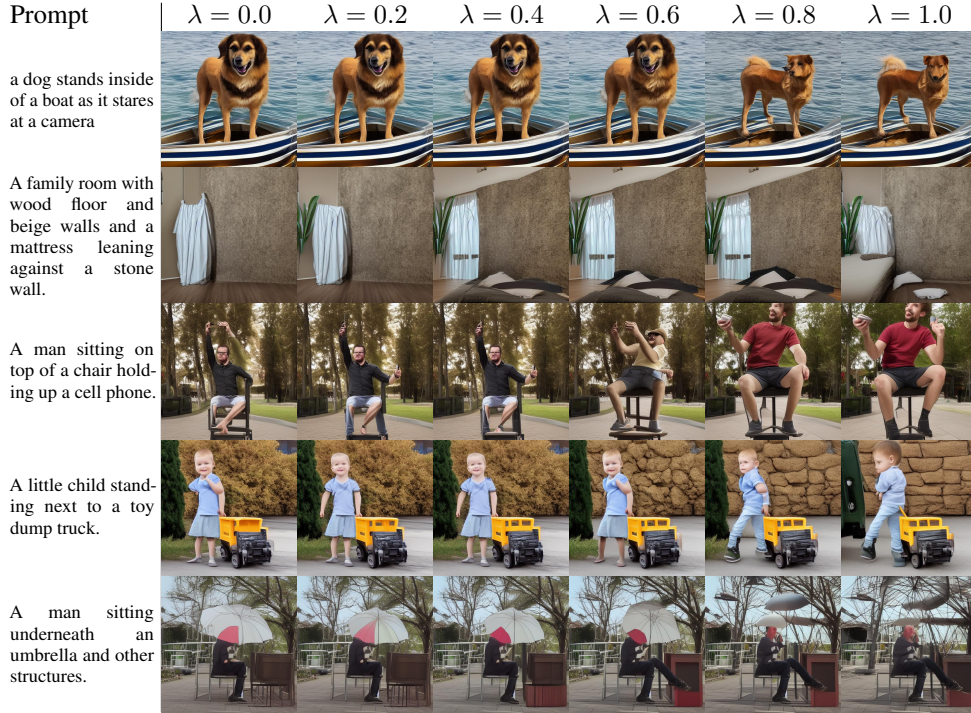 Prompt λ = 0.0 λ = 0.2 λ = 0.4 λ = 0.6 λ = 0.8 λ = 1.0
a dog stands inside
of a boat as it stares
at a camera
A family room with
wood floor and
beige walls and a
mattress leaning
against a stone
wall.
A man sitting on
top of a chair hold-
ing up a cell phone.
A little child stand-
ing next to a toy
dump truck.
A man sitting
underneath an
umbrella and other
structures.